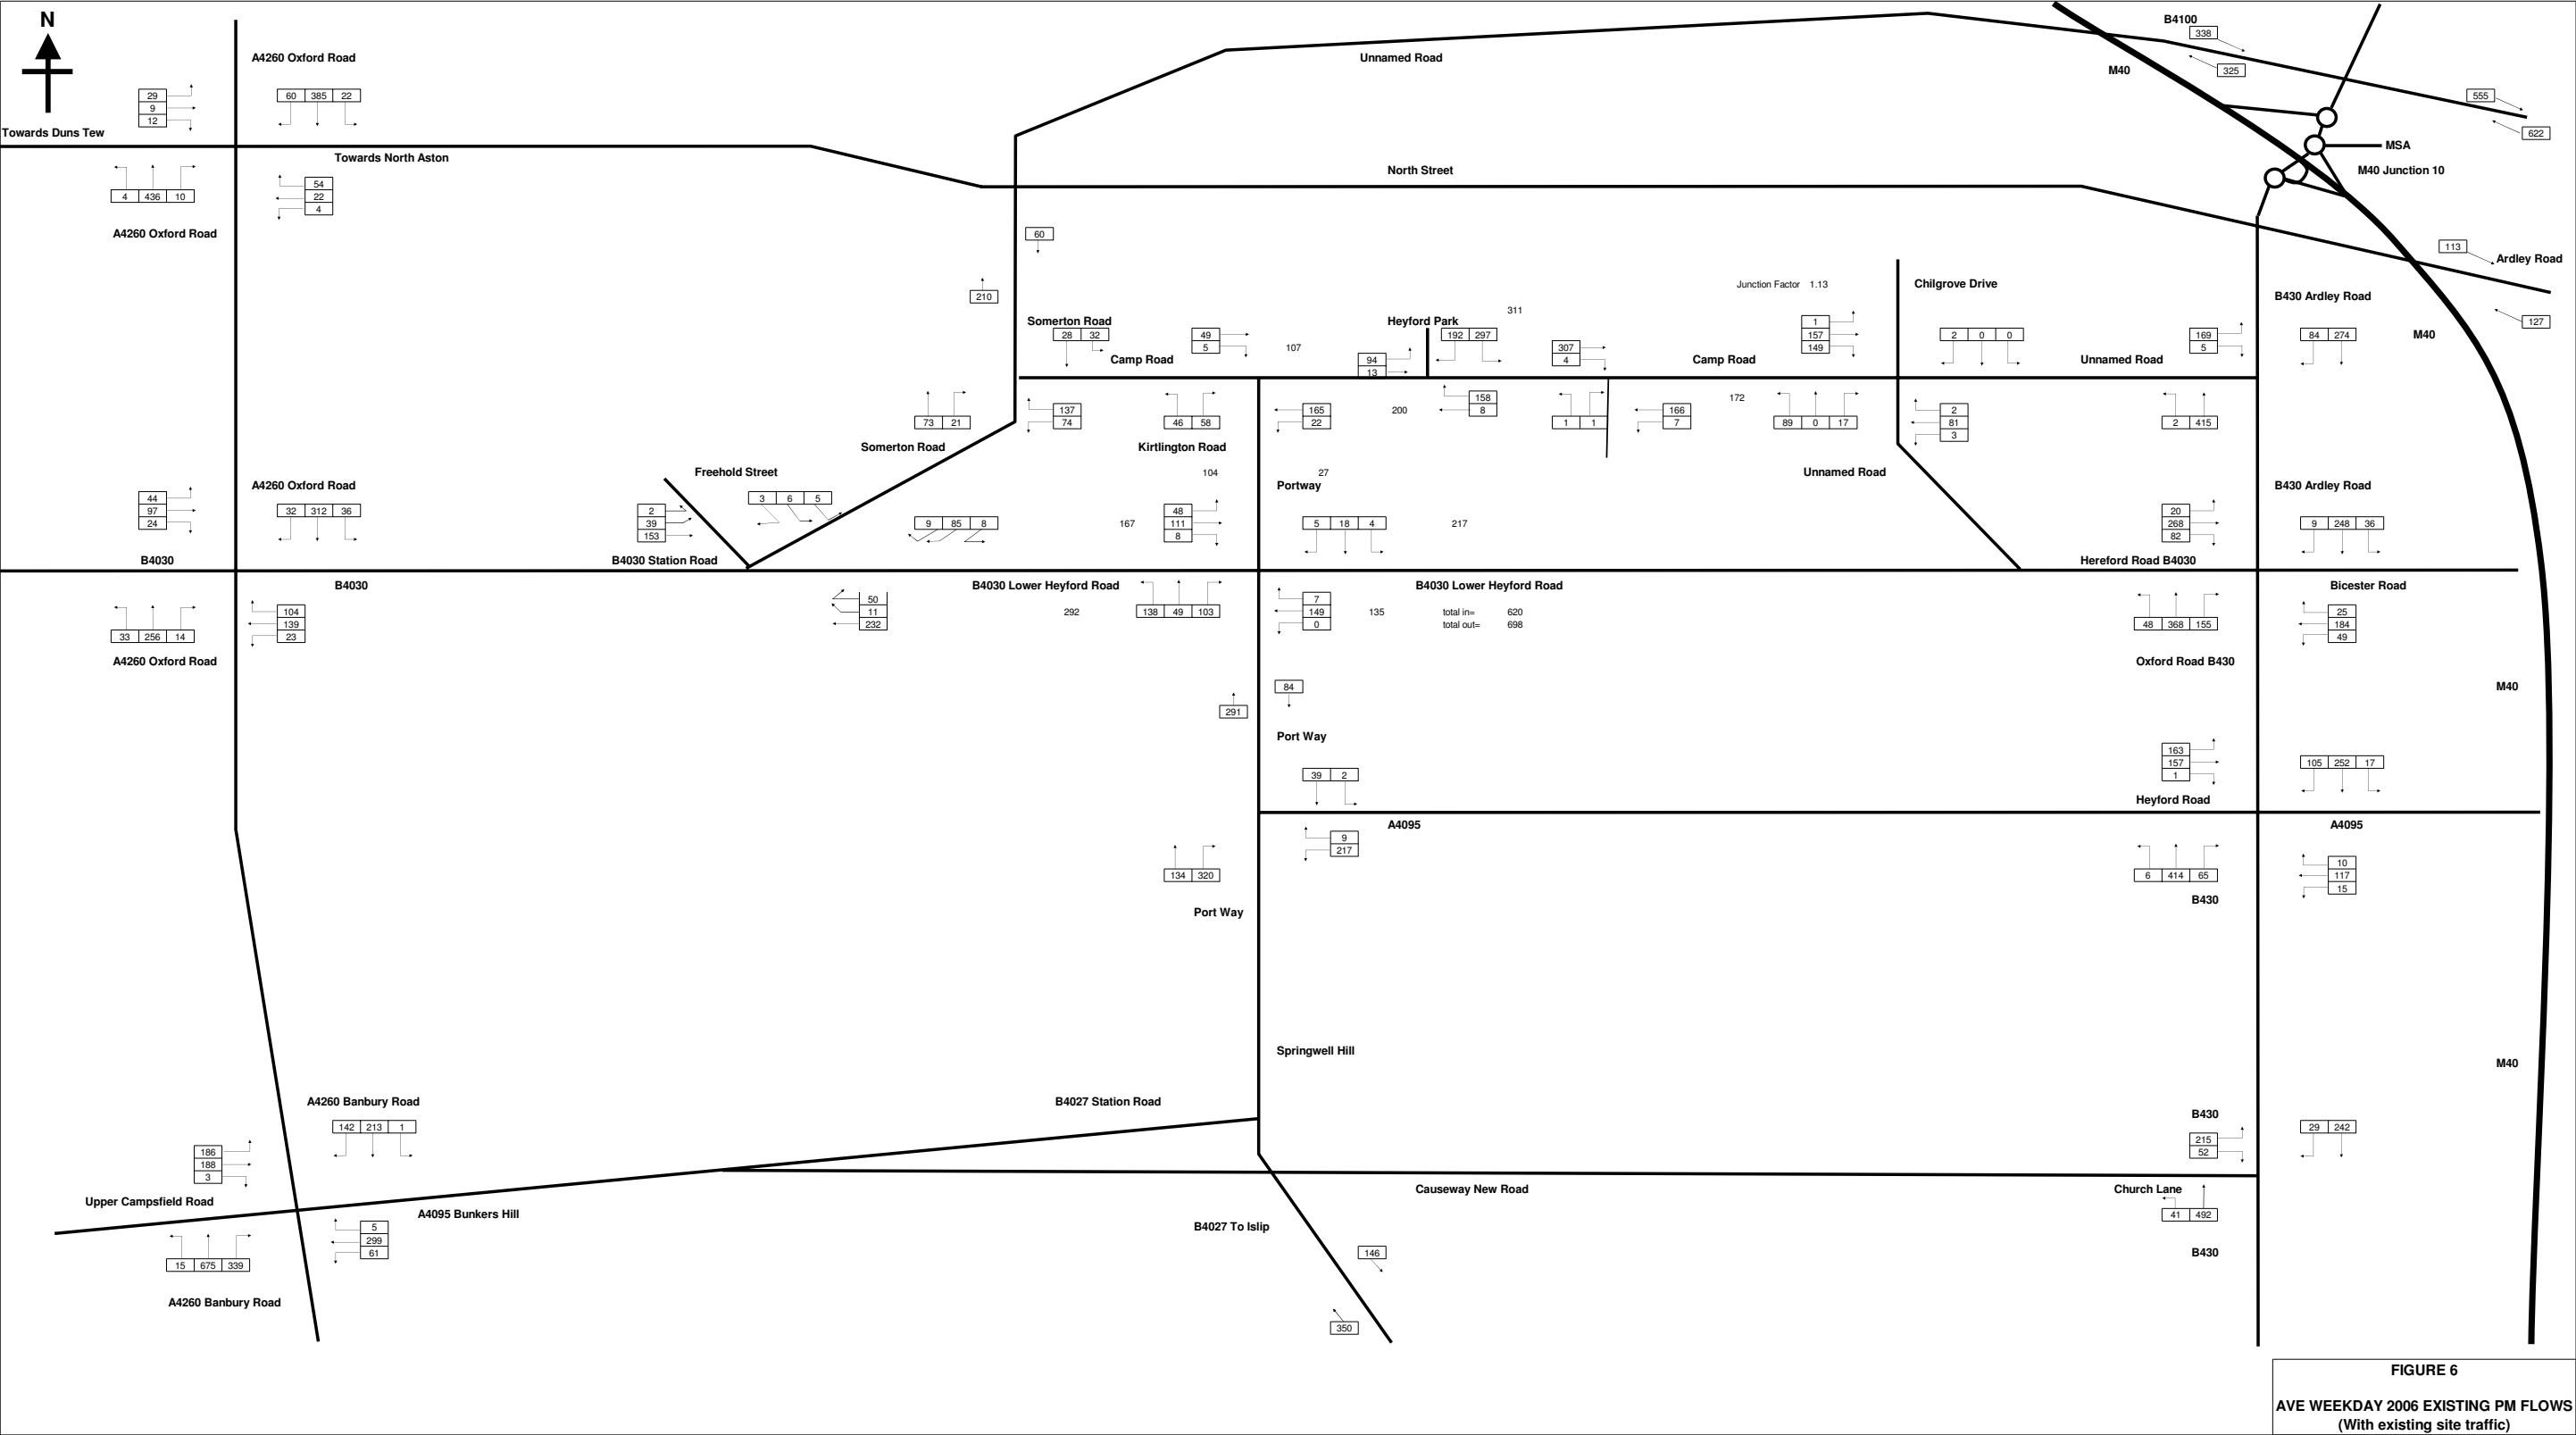 N
B4100
338
A4260 Oxford Road
Unnamed Road
M40
325
29
9
12
60 385 22
555
622
Towards Duns Tew
MSA
Towards North Aston
North Street
M40 Junction 10
4 436 10
54
22
4
A4260 Oxford Road
60
113
Ardley Road
210
Junction Factor 1.13
Chilgrove Drive
B430 Ardley Road
311
127
Somerton Road
28 32
49
5
107
Heyford Park
192 297
94
13
307
4
1
157
149
2 0 0
169
5
84 274
M40
Camp Road
Camp Road
Unnamed Road
73 21
137
74
46 58
165
22
200
158
8
1 1
166
7
172
89 0 17
2
81
3
2 415
Somerton Road
Kirtlington Road
Freehold Street
104
27
Unnamed Road
A4260 Oxford Road
Portway
B430 Ardley Road
44
97
24
32 312 36
2
39
153
3 6 5
9 85 8
167
48
111
8
5 18 4
217
20
268
82
9 248 36
B4030
B4030 Station Road
Hereford Road B4030
B4030
B4030 Lower Heyford Road
B4030 Lower Heyford Road
Bicester Road
33 256 14
104
139
23
50
11
232
292
138 49 103
7
149
0
135
total in= 620
total out= 698
48 368 155
25
184
49
A4260 Oxford Road
Oxford Road B430
84
M40
291
Port Way
39 2
163
157
1
105 252 17
Heyford Road
A4095
A4095
9
217
134 320
6 414 65
10
117
15
Port Way
B430
Springwell Hill
M40
A4260 Banbury Road
B4027 Station Road
B430
142 213 1
186
188
3
215
52
29 242
Upper Campsfield Road
Causeway New Road
Church Lane
A4095 Bunkers Hill
41 492
5
299
61
B4027 To Islip
15 675 339
146
B430
A4260 Banbury Road
350
FIGURE 6
AVE WEEKDAY 2006 EXISTING PM FLOWS
(With existing site traffic)